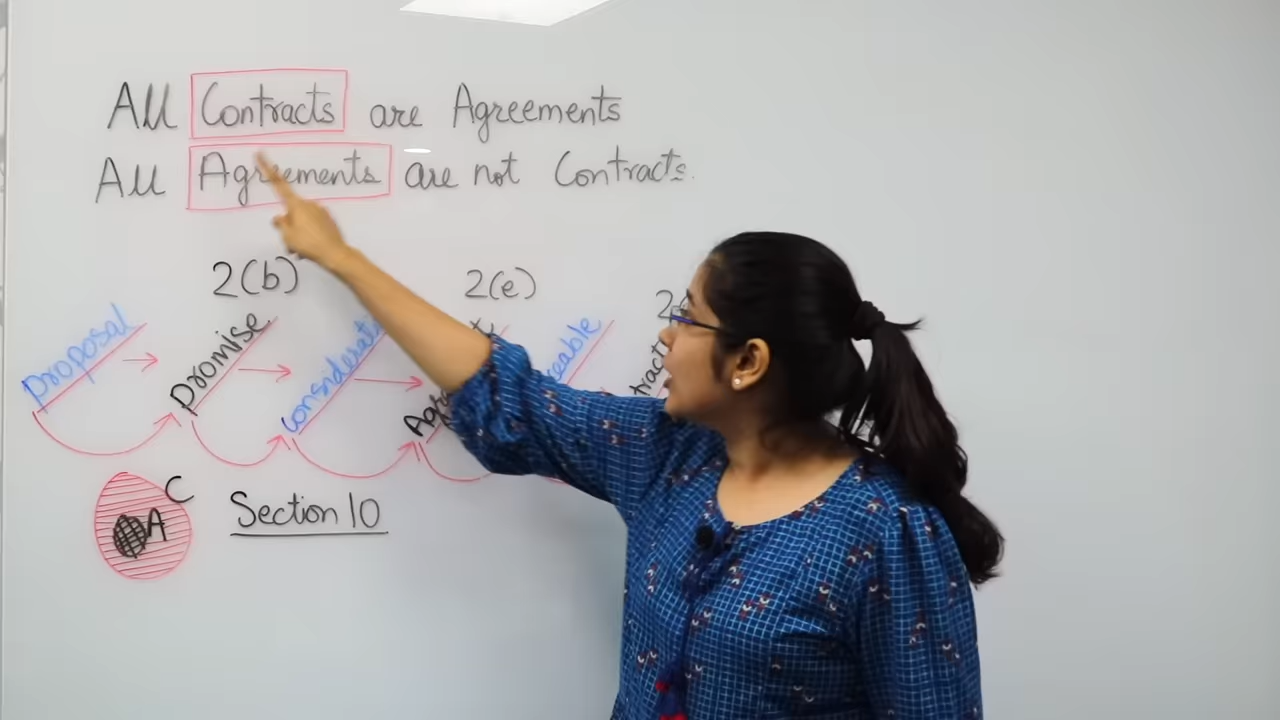 All Contracts are Agreements
All Agreements are not Contracts.
2(b) 2(e)
proposal promise
C
A
Section 10